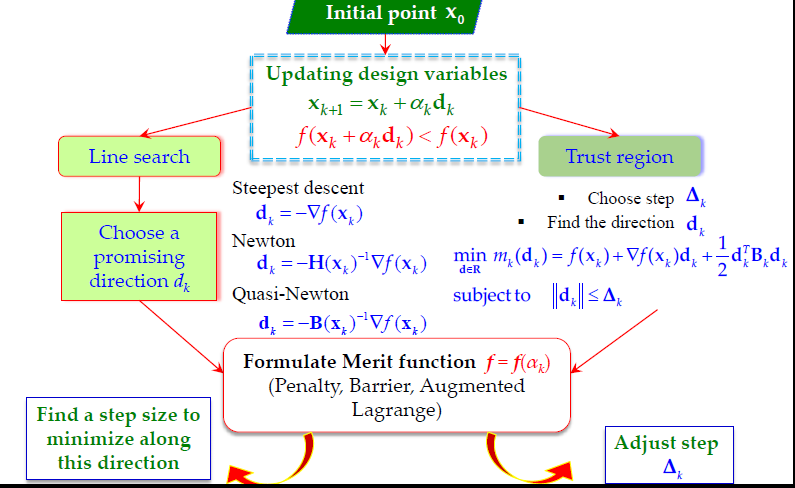 Initial point x₀
Updating design variables
xₖ₊₁ = xₖ + αₖdₖ
f(xₖ + αₖdₖ) < f(xₖ)
Line search
Trust region
Choose a
promising
direction dₖ
Steepest descent
dₖ = −∇f(xₖ)
Newton
dₖ = −H(xₖ)⁻¹∇f(xₖ)
Quasi-Newton
dₖ = −B(xₖ)⁻¹∇f(xₖ)
▪ Choose step Δₖ
▪ Find the direction dₖ
min d∈R mₖ(dₖ) = f(xₖ) + ∇f(xₖ)dₖ + 1/2 dₖᵀBₖdₖ
subject to ‖dₖ‖ ≤ Δₖ
Formulate Merit function f = f(αₖ)
(Penalty, Barrier, Augmented
Lagrange)
Find a step size to
minimize along
this direction
Adjust step
Δₖ